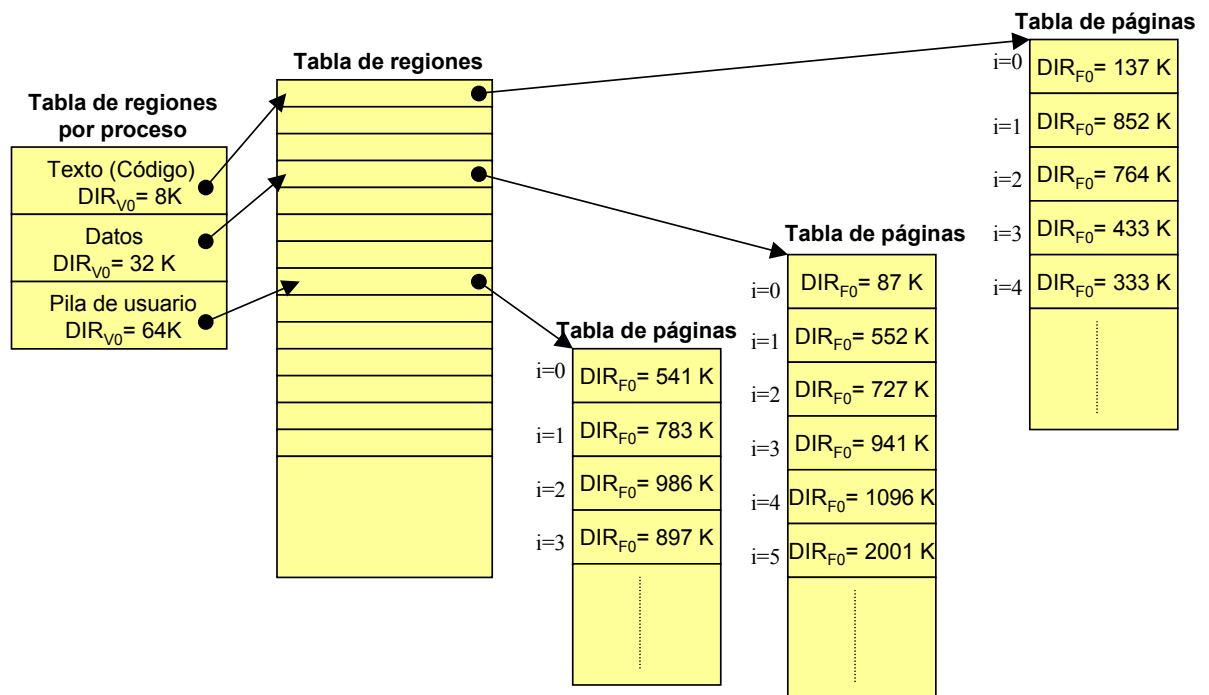 Tabla de regiones
por proceso
Texto (Código)
DIRV0= 8K
Datos
DIRV0= 32 K
Pila de usuario
DIRV0= 64K
Tabla de regiones
Tabla de páginas
i=0 DIRF0= 541 K
i=1 DIRF0= 783 K
i=2 DIRF0= 986 K
i=3 DIRF0= 897 K
Tabla de páginas
i=0 DIRF0= 87 K
i=1 DIRF0= 552 K
i=2 DIRF0= 727 K
i=3 DIRF0= 941 K
i=4 DIRF0= 1096 K
i=5 DIRF0= 2001 K
Tabla de páginas
i=0 DIRF0= 137 K
i=1 DIRF0= 852 K
i=2 DIRF0= 764 K
i=3 DIRF0= 433 K
i=4 DIRF0= 333 K